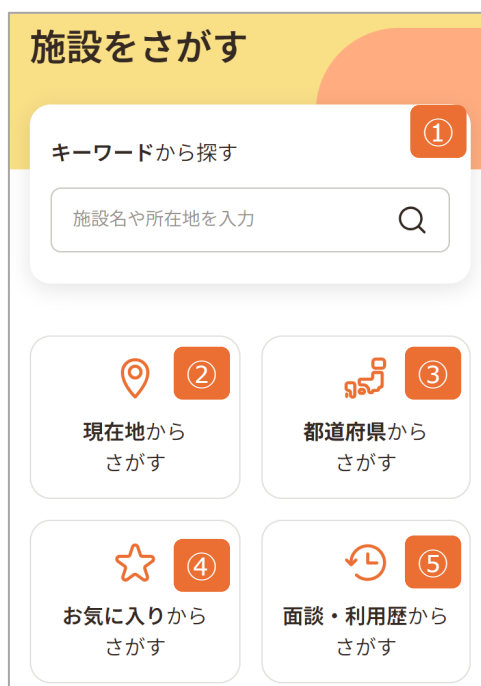 施設をさがす
①
キーワードから探す
施設名や所在地を入力
②
現在地から
さがす
③
都道府県から
さがす
④
お気に入りから
さがす
⑤
面談・利用歴から
さがす